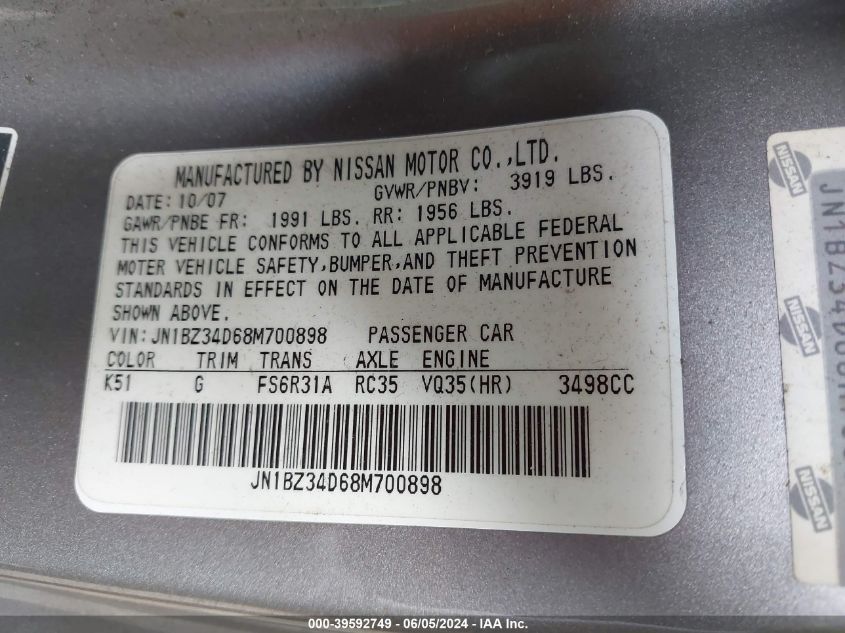 MANUFACTURED BY NISSAN MOTOR CO.,LTD.
DATE: 10/07 GVWR/PNBV: 3919 LBS.
GAWR/PNBE FR: 1991 LBS. RR: 1956 LBS.
THIS VEHICLE CONFORMS TO ALL APPLICABLE FEDERAL
MOTER VEHICLE SAFETY,BUMPER,AND THEFT PREVENTION
STANDARDS IN EFFECT ON THE DATE OF MANUFACTURE
SHOWN ABOVE.
VIN: JN1BZ34D68M700898 PASSENGER CAR
COLOR TRIM TRANS AXLE ENGINE
K51 G FS6R31A RC35 VQ35(HR) 3498CC
JN1BZ34D68M700898
NISSAN
NISSAN
NISSAN
000-39592749 - 06/05/2024 - IAA Inc.